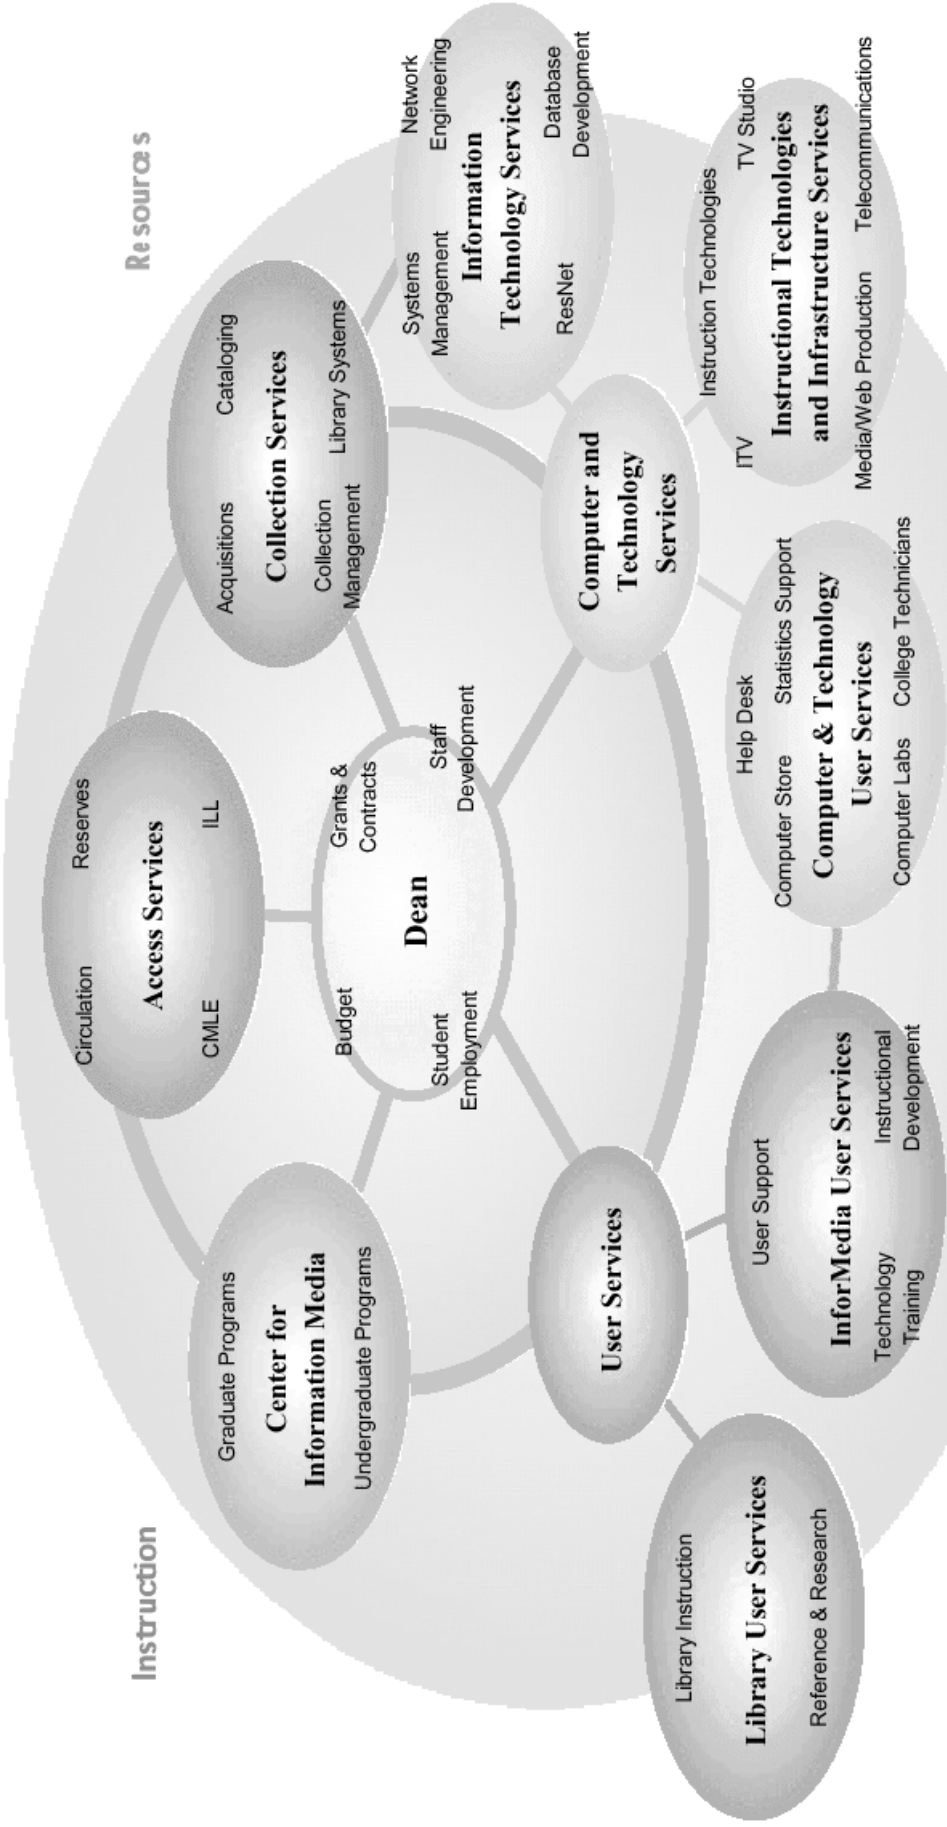 Instruction
Resources
Circulation
Reserves
Access Services
CMLE
ILL
Graduate Programs
Center for
Information Media
Undergraduate Programs
Acquisitions
Cataloging
Collection Services
Collection
Management
Library Systems
Budget
Grants &
Contracts
Dean
Student
Employment
Staff
Development
Systems
Management
Network
Engineering
Information
Technology Services
ResNet
Database
Development
User Services
Computer and
Technology
Services
Library Instruction
Library User Services
Reference & Research
User Support
InforMedia User Services
Technology
Training
Instructional
Development
Help Desk
Computer Store
Statistics Support
Computer & Technology
User Services
Computer Labs
College Technicians
Instruction Technologies
ITV
TV Studio
Instructional Technologies
and Infrastructure Services
Media/Web Production
Telecommunications